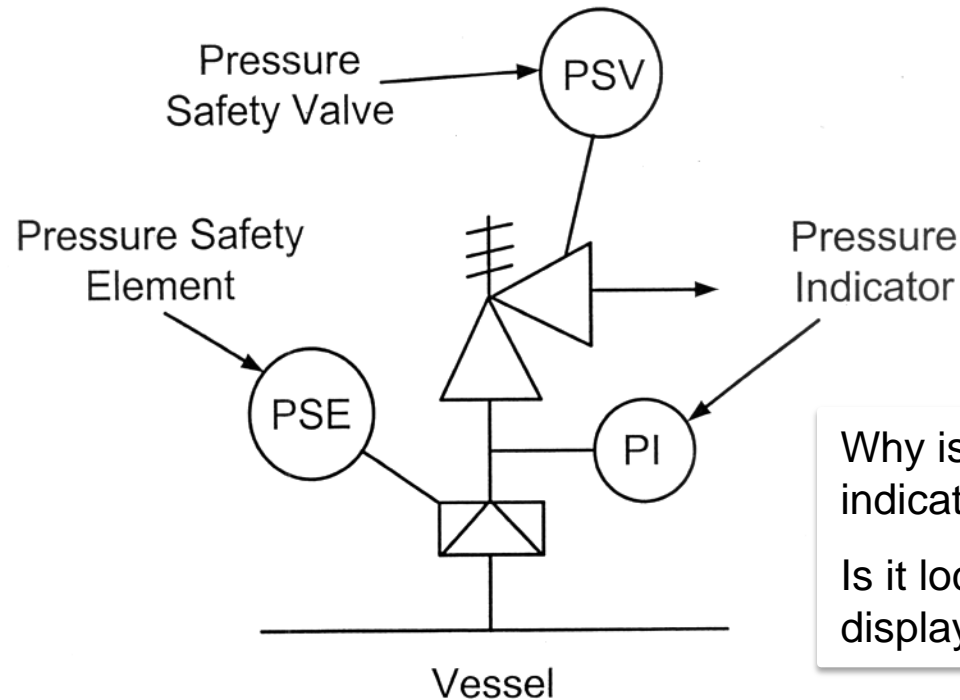 Pressure
Safety Valve
PSV
Pressure Safety
Element
Pressure
Indicator
PSE
PI
Why is
indicat
Is it loc
display
Vessel